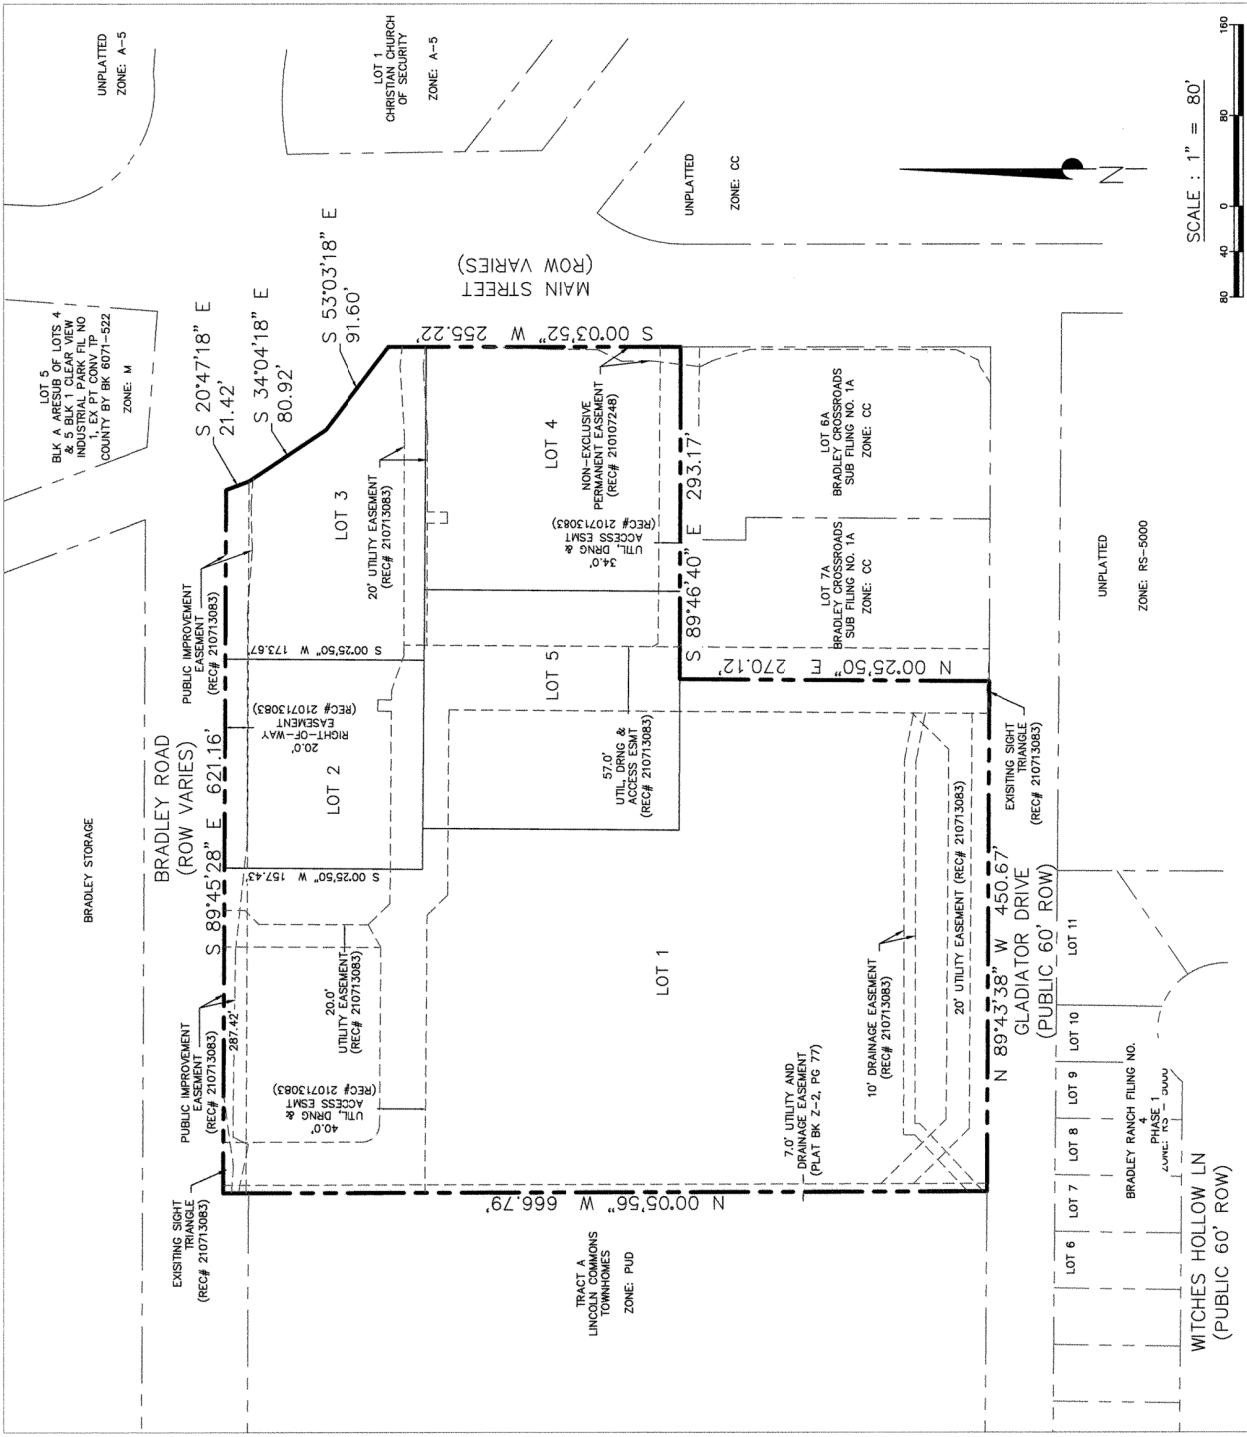 UNPLATTED
ZONE: A-5
LOT 1
CHRISTIAN CHURCH
OF SECURITY
ZONE: A-5
UNPLATTED
ZONE: CC
N
SCALE : 1" = 80'
80
40
0
80
160
LOT 5
BLK A ARESUB OF LOTS 4
& 5 BLK 1 CLEAR VIEW
INDUSTRIAL PARK FIL NO
1, EX PT CONV TP
COUNTY BY BK 6071-522
ZONE: M
S 20°47'18" E
21.42'
S 34°04'18" E
80.92'
S 53°03'18" E
91.60'
MAIN STREET
(ROW VARIES)
S 00°03'52" W 255.22'
BRADLEY STORAGE
BRADLEY ROAD
(ROW VARIES)
S 89°45'28" E 621.16'
PUBLIC IMPROVEMENT
EASEMENT
(REC# 210713083)
20.0'
RIGHT-OF-WAY
EASEMENT
(REC# 210713083)
S 00°25'50" W 173.67'
LOT 3
20' UTILITY EASEMENT
(REC# 210713083)
LOT 4
NON-EXCLUSIVE
PERMANENT EASEMENT
(REC# 210107248)
34.0'
UTIL, DRNG &
ACCESS ESMT
(REC# 210713083)
S 89°46'40" E 293.17'
LOT 6A
BRADLEY CROSSROADS
SUB FILING NO. 1A
ZONE: CC
LOT 7A
BRADLEY CROSSROADS
SUB FILING NO. 1A
ZONE: CC
LOT 2
S 00°25'50" W 157.43'
LOT 5
57.0'
UTIL, DRNG &
ACCESS ESMT
(REC# 210713083)
N 00°25'50" E 270.12'
EXISITING SIGHT
TRIANGLE
(REC# 210713083)
UNPLATTED
ZONE: RS-5000
PUBLIC IMPROVEMENT
EASEMENT
(REC# 210713083)
287.42'
20.0'
UTILITY EASEMENT
(REC# 210713083)
40.0'
UTIL, DRNG &
ACCESS ESMT
(REC# 210713083)
LOT 1
10' DRAINAGE EASEMENT
(REC# 210713083)
20' UTILITY EASEMENT (REC# 210713083)
7.0' UTILITY AND
DRAINAGE EASEMENT
(PLAT BK Z-2, PG 77)
N 89°43'38" W 450.67'
GLADIATOR DRIVE
(PUBLIC 60' ROW)
EXISITING SIGHT
TRIANGLE
(REC# 210713083)
N 00°05'56" W 666.79'
TRACT A
LINCOLN COMMONS
TOWNHOMES
ZONE: PUD
LOT 6
LOT 7
LOT 8
LOT 9
LOT 10
LOT 11
BRADLEY RANCH FILING NO.
4
PHASE 1
ZONE: RS - 5000
WITCHES HOLLOW LN
(PUBLIC 60' ROW)